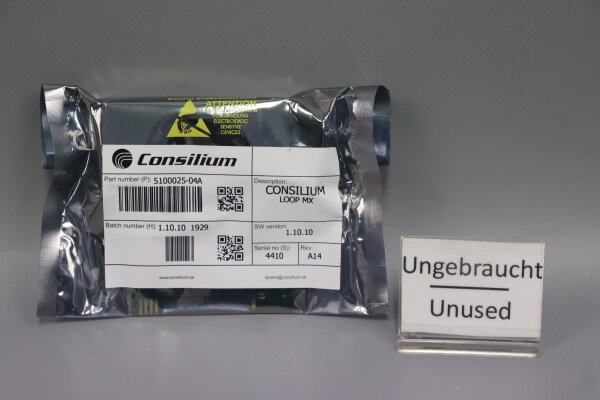 ATTENTION
ELECTROSTATIC
SENSITIVE
DEVICES
Consilium
Part number (P): 5100025-04A
Description:
CONSILIUM
LOOP MX
Batch number (H): 1.10.10 1929
SW version:
1.10.10
Serial no (S):
4410
Rev:
A14
www.consilium.se
spares@consilium.se
Ungebraucht
Unused